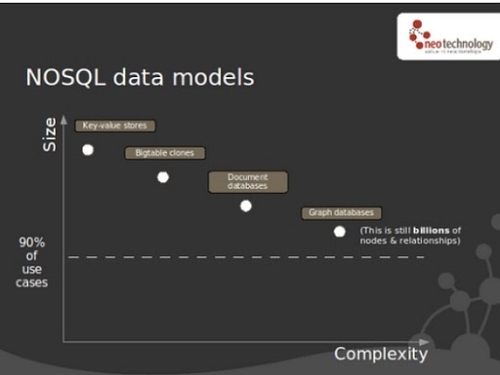 neotechnology
NOSQL data models
Size
Key-value stores
Bigtable clones
Document
databases
Graph databases
(This is still billions of
nodes & relationships)
90%
of
use
cases
Complexity